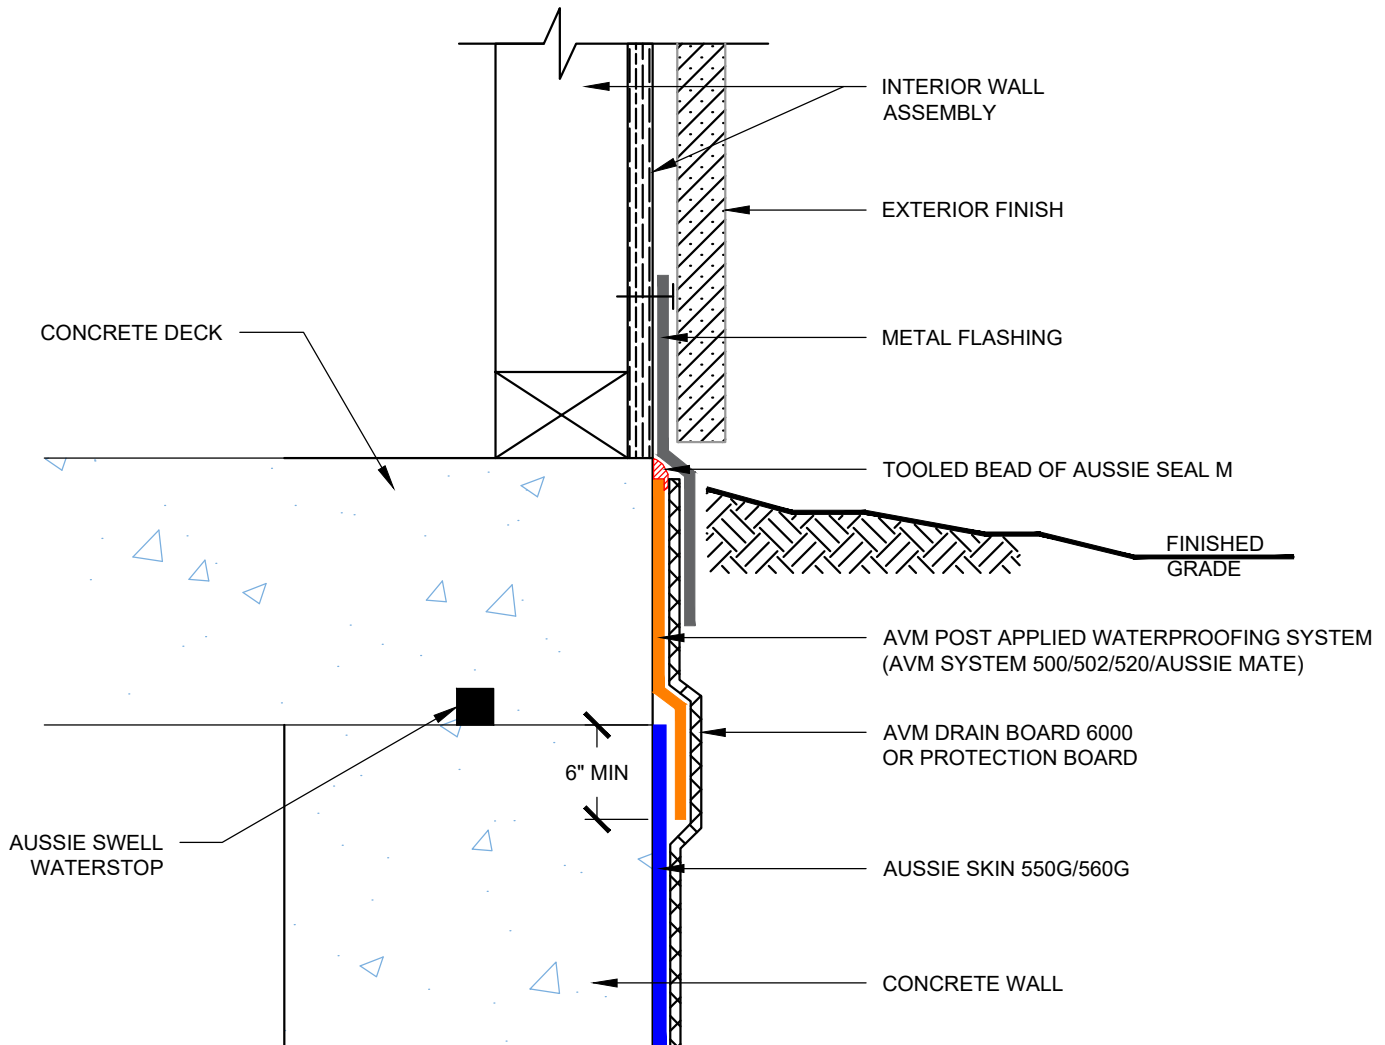 INTERIOR WALL
ASSEMBLY
EXTERIOR FINISH
CONCRETE DECK
METAL FLASHING
TOOLED BEAD OF AUSSIE SEAL M
FINISHED
GRADE
AVM POST APPLIED WATERPROOFING SYSTEM
(AVM SYSTEM 500/502/520/AUSSIE MATE)
AVM DRAIN BOARD 6000
OR PROTECTION BOARD
6" MIN
AUSSIE SWELL
WATERSTOP
AUSSIE SKIN 550G/560G
CONCRETE WALL